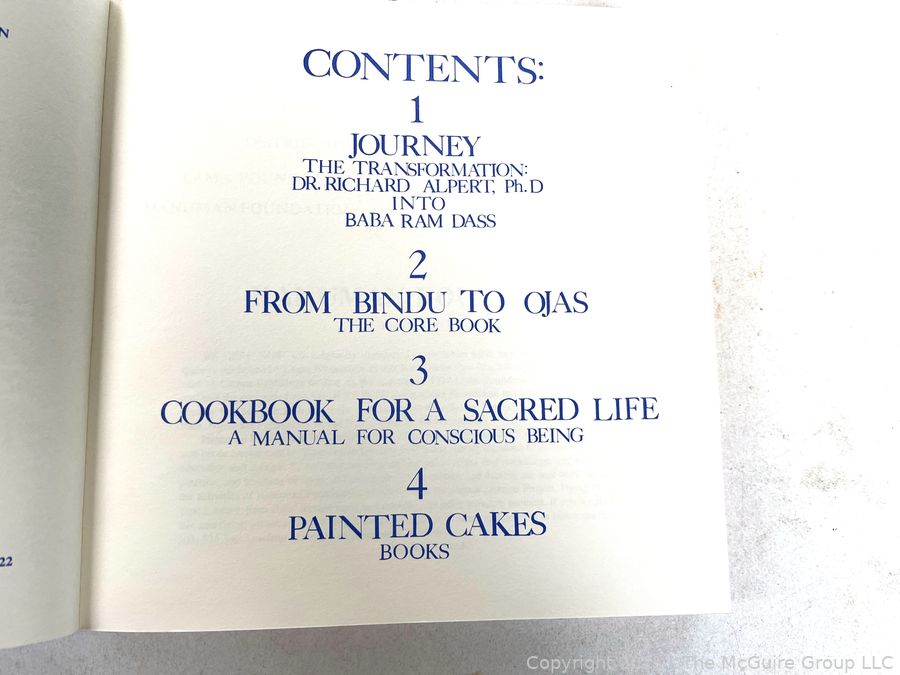 N
CONTENTS:
1
JOURNEY
THE TRANSFORMATION:
DR. RICHARD ALPERT, Ph.D
INTO
BABA RAM DASS
2
FROM BINDU TO OJAS
THE CORE BOOK
3
COOKBOOK FOR A SACRED LIFE
A MANUAL FOR CONSCIOUS BEING
4
PAINTED CAKES
BOOKS
22
Copyright The McGuire Group LLC